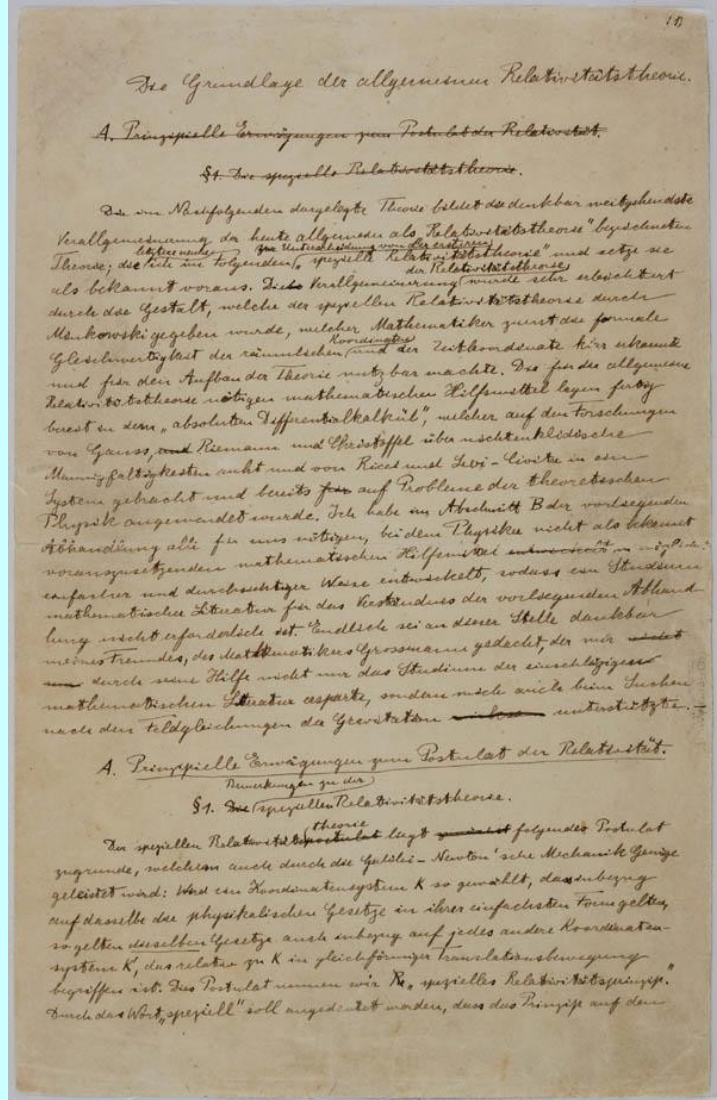 Die Grundlage der allgemeinen Relativitätstheorie.
A. Prinzipielle Erwägungen zum Postulat der Relativität.
§1. Die spezielle Relativitätstheorie.
Die im Nachfolgenden dargelegte Theorie bildet die denkbar weitgehendste
Verallgemeinerung der heute allgemein als „Relativitätstheorie" bezeichneten
letztere nenne zur Unterscheidung von der ersteren
Theorie; die ich im Folgenden „spezielle Relativitätstheorie" und setze sie
der Relativitätstheorie
als bekannt voraus. Die Verallgemeinerung wurde sehr erleichtert
durch die Gestalt, welche der speziellen Relativitätstheorie durch
Minkowski gegeben wurde, welcher Mathematiker zuerst die formale
Koordinaten
Gleichwertigkeit der räumlichen und der Zeitkoordinate klar erkannte
und für den Aufbau der Theorie nutzbar machte. Die für die allgemeine
Relativitätstheorie nötigen mathematischen Hilfsmittel lagen fertig
bereit in dem „absoluten Differentialkalkül", welcher auf den Forschungen
von Gauss, und Riemann und Christoffel über nichteuklidische
Mannigfaltigkeiten ruht und von Ricci und Levi-Civita in ein
System gebracht und bereits für auf Probleme der theoretischen
Physik angewendet wurde. Ich habe im Abschnitt B der vorliegenden
Abhandlung alle für uns nötigen, bei dem Physiker nicht als bekannt
vorauszusetzenden mathematischen Hilfsmittel in möglichst
einfacher und durchsichtiger Weise entwickelt, sodass ein Studium
mathematischer Literatur für das Verständnis der vorliegenden Abhand
lung nicht erforderlich ist. Endlich sei an dieser Stelle dankbar
meines Freundes, des Mathematikers Grossmann gedacht, der mir
durch seine Hilfe nicht nur das Studium der einschlägigen
mathematischen Literatur ersparte, sondern mich auch beim Suchen
nach den Feldgleichungen der Gravitation unterstützte.
A. Prinzipielle Erwägungen zum Postulat der Relativität.
Bemerkungen zu der
§1. Die speziellen Relativitätstheorie.
theorie
Der speziellen Relativitätspostulat liegt folgendes Postulat
zugrunde, welchem auch durch die Galilei-Newton'sche Mechanik Genüge
geleistet wird: Wird ein Koordinatensystem K so gewählt, dass inbezug
auf dasselbe die physikalischen Gesetze in ihrer einfachsten Form gelten,
so gelten dieselben Gesetze auch inbezug auf jedes andere Koordinaten-
system K', das relativ zu K in gleichförmiger Translationsbewegung
begriffen ist. Dies Postulat nennen wir „spezielles Relativitätsprinzip."
Durch das Wort „speziell" soll angedeutet werden, dass das Prinzip auf den